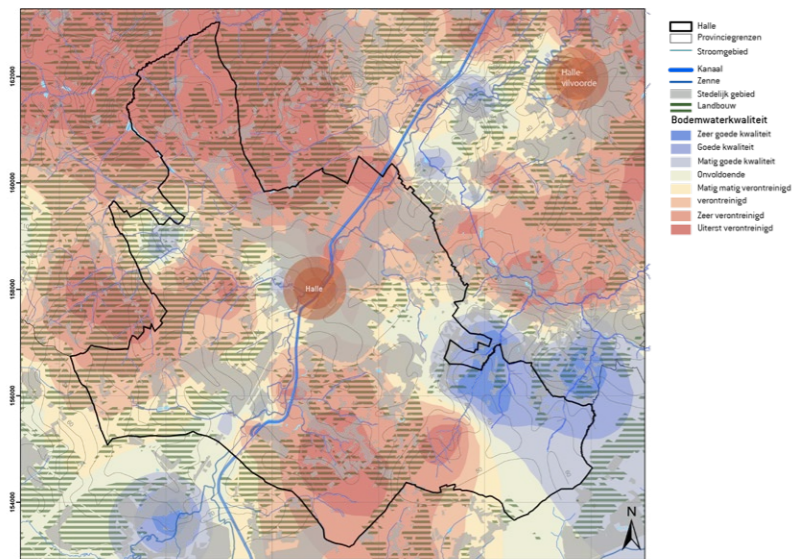 Halle
Provinciegrenzen
Stroomgebied
Kanaal
Zenne
Stedelijk gebied
Landbouw
Bodemwaterkwaliteit
Zeer goede kwaliteit
Goede kwaliteit
Matig goede kwaliteit
Onvoldoende
Matig matig verontreinigd
verontreinigd
Zeer verontreinigd
Uiterst verontreinigd
Halle-
vilvoorde
Halle
162000
160000
158000
156000
154000
N